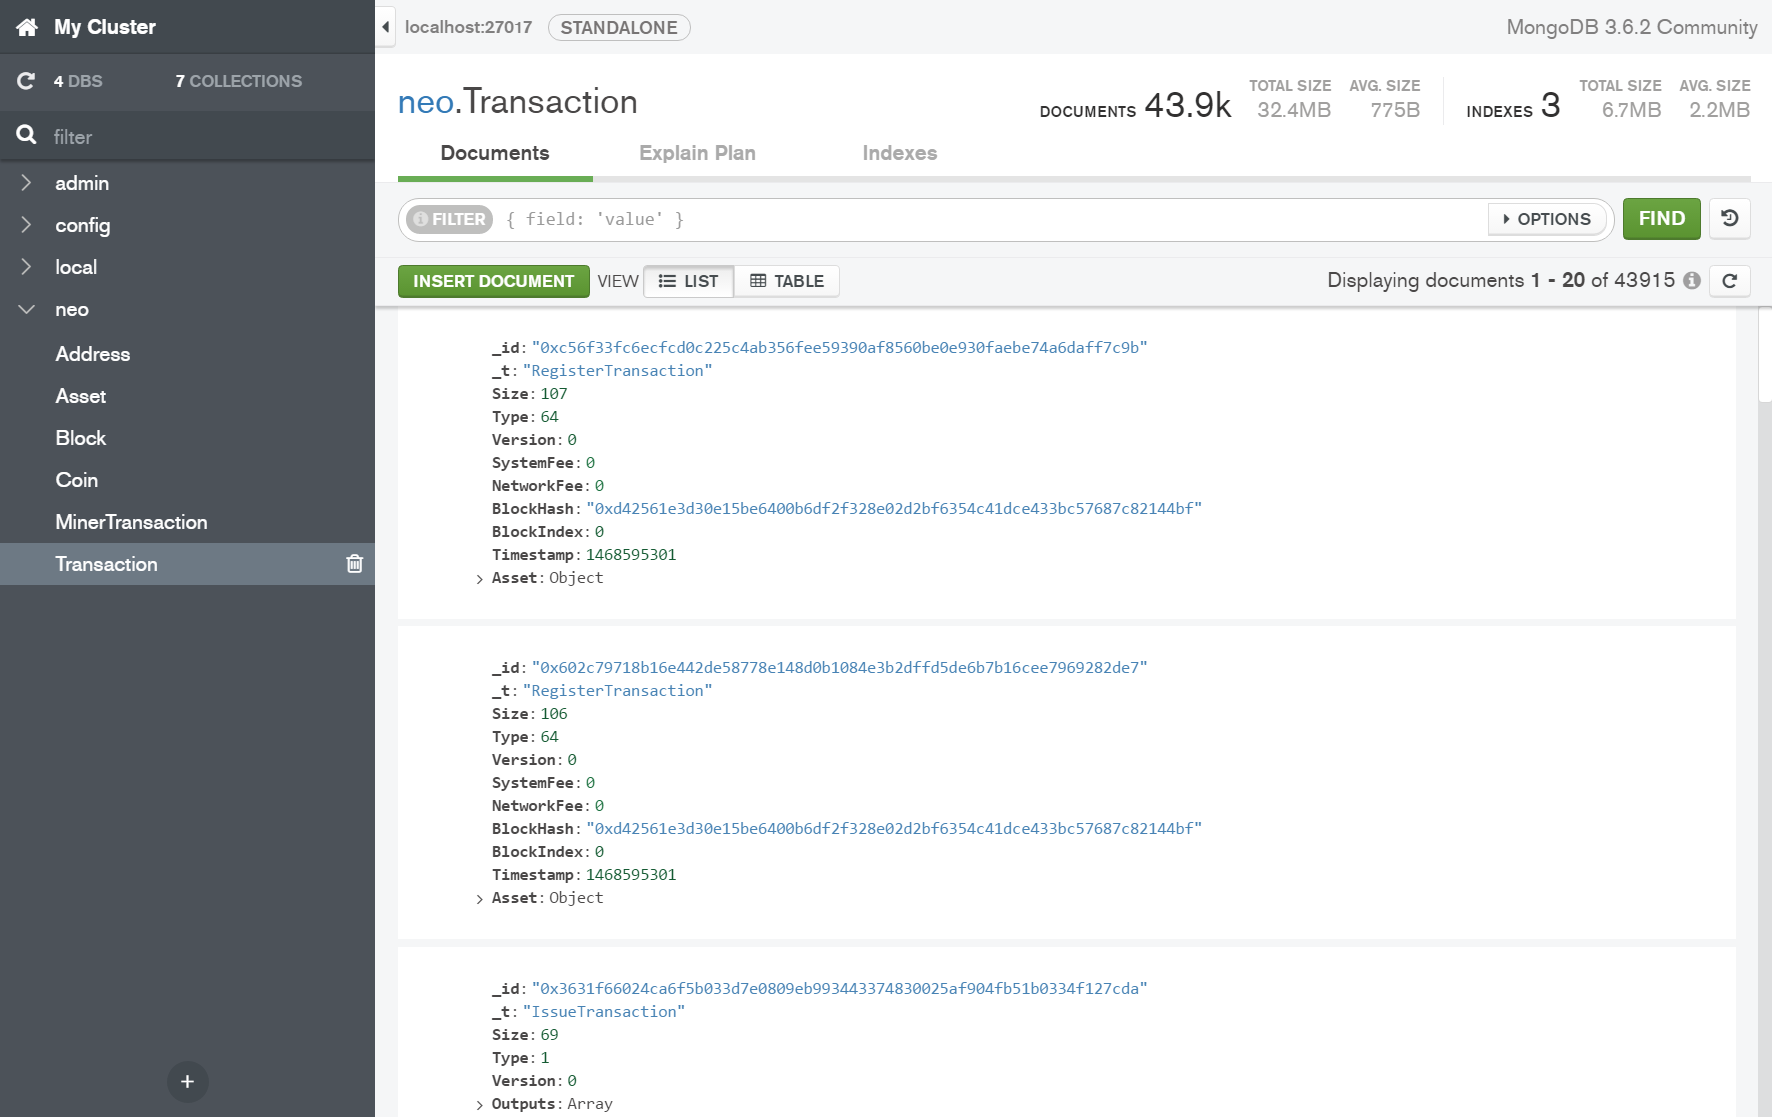 My Cluster
4 DBS 7 COLLECTIONS
filter
admin
config
local
neo
Address
Asset
Block
Coin
MinerTransaction
Transaction
+
localhost:27017 STANDALONE MongoDB 3.6.2 Community
neo.Transaction
DOCUMENTS 43.9k TOTAL SIZE 32.4MB AVG. SIZE 775B INDEXES 3 TOTAL SIZE 6.7MB AVG. SIZE 2.2MB
Documents Explain Plan Indexes
FILTER { field: 'value' } OPTIONS FIND
INSERT DOCUMENT VIEW LIST TABLE Displaying documents 1 - 20 of 43915
_id: "0xc56f33fc6ecfcd0c225c4ab356fee59390af8560be0e930faebe74a6daff7c9b"
_t: "RegisterTransaction"
Size: 107
Type: 64
Version: 0
SystemFee: 0
NetworkFee: 0
BlockHash: "0xd42561e3d30e15be6400b6df2f328e02d2bf6354c41dce433bc57687c82144bf"
BlockIndex: 0
Timestamp: 1468595301
Asset: Object
_id: "0x602c79718b16e442de58778e148d0b1084e3b2dffd5de6b7b16cee7969282de7"
_t: "RegisterTransaction"
Size: 106
Type: 64
Version: 0
SystemFee: 0
NetworkFee: 0
BlockHash: "0xd42561e3d30e15be6400b6df2f328e02d2bf6354c41dce433bc57687c82144bf"
BlockIndex: 0
Timestamp: 1468595301
Asset: Object
_id: "0x3631f66024ca6f5b033d7e0809eb993443374830025af904fb51b0334f127cda"
_t: "IssueTransaction"
Size: 69
Type: 1
Version: 0
Outputs: Array